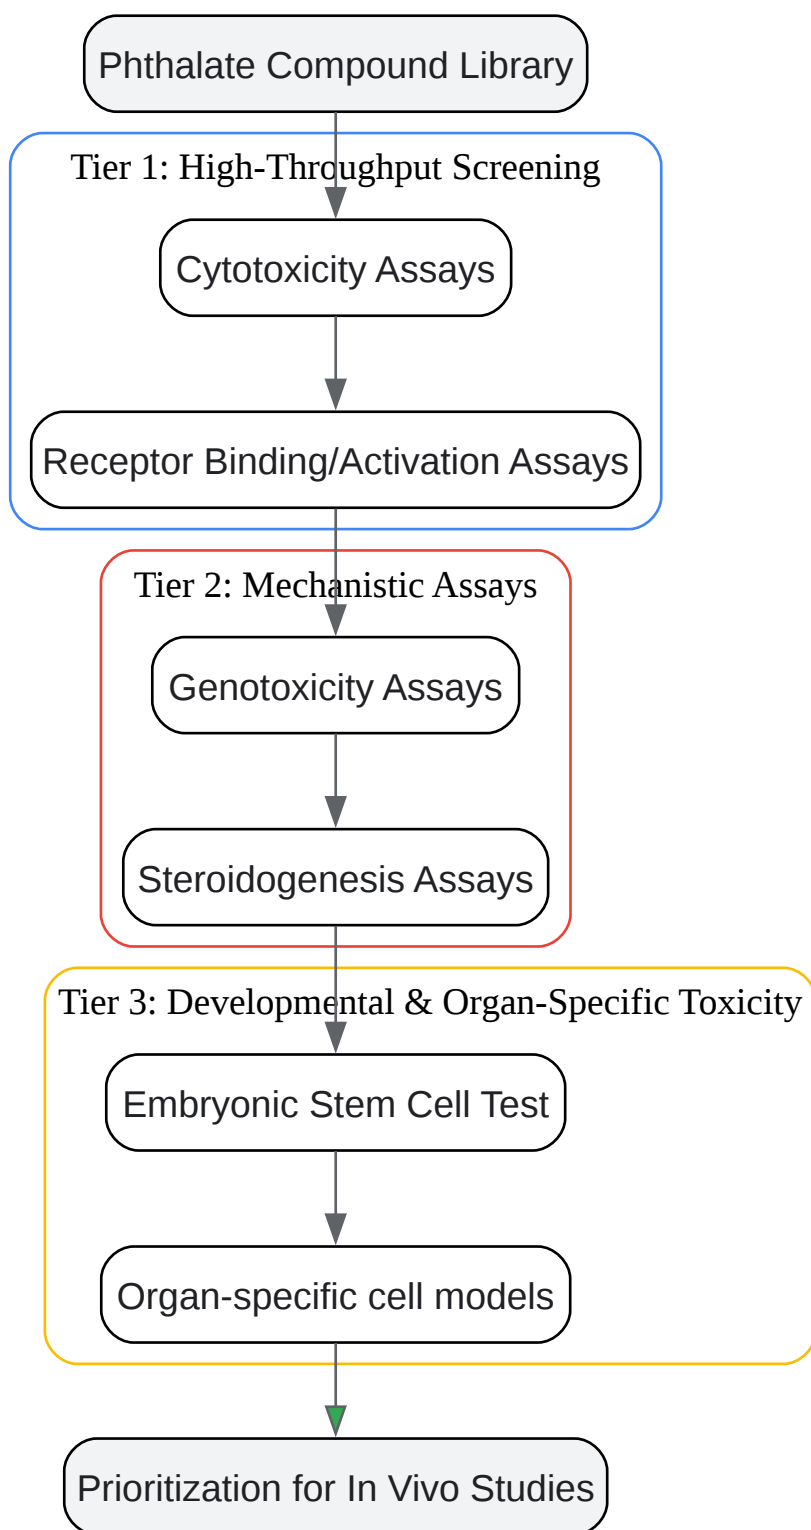 Phthalate Compound Library
Tier 1: High-Throughput Screening
Cytotoxicity Assays
Receptor Binding/Activation Assays
Tier 2: Mechanistic Assays
Genotoxicity Assays
Steroidogenesis Assays
Tier 3: Developmental & Organ-Specific Toxicity
Embryonic Stem Cell Test
Organ-specific cell models
Prioritization for In Vivo Studies